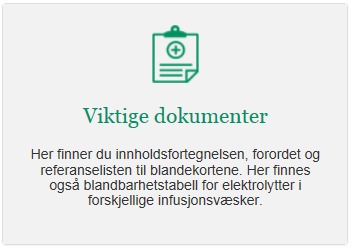 Viktige dokumenter
Her finner du innholdsfortegnelsen, forordet og
referanselisten til blandekortene. Her finnes
også blandbarhetstabell for elektrolytter i
forskjellige infusjonsvæsker.